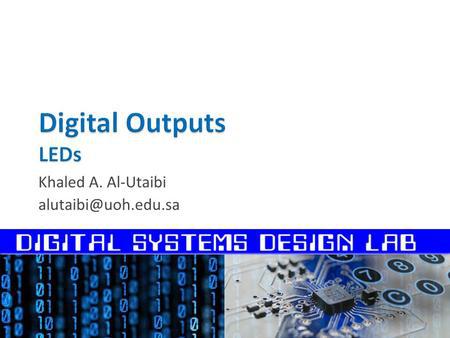 Digital Outputs
LEDs
Khaled A. Al-Utaibi
alutaibi@uoh.edu.sa
DIGITAL SYSTEMS DESIGN LAB